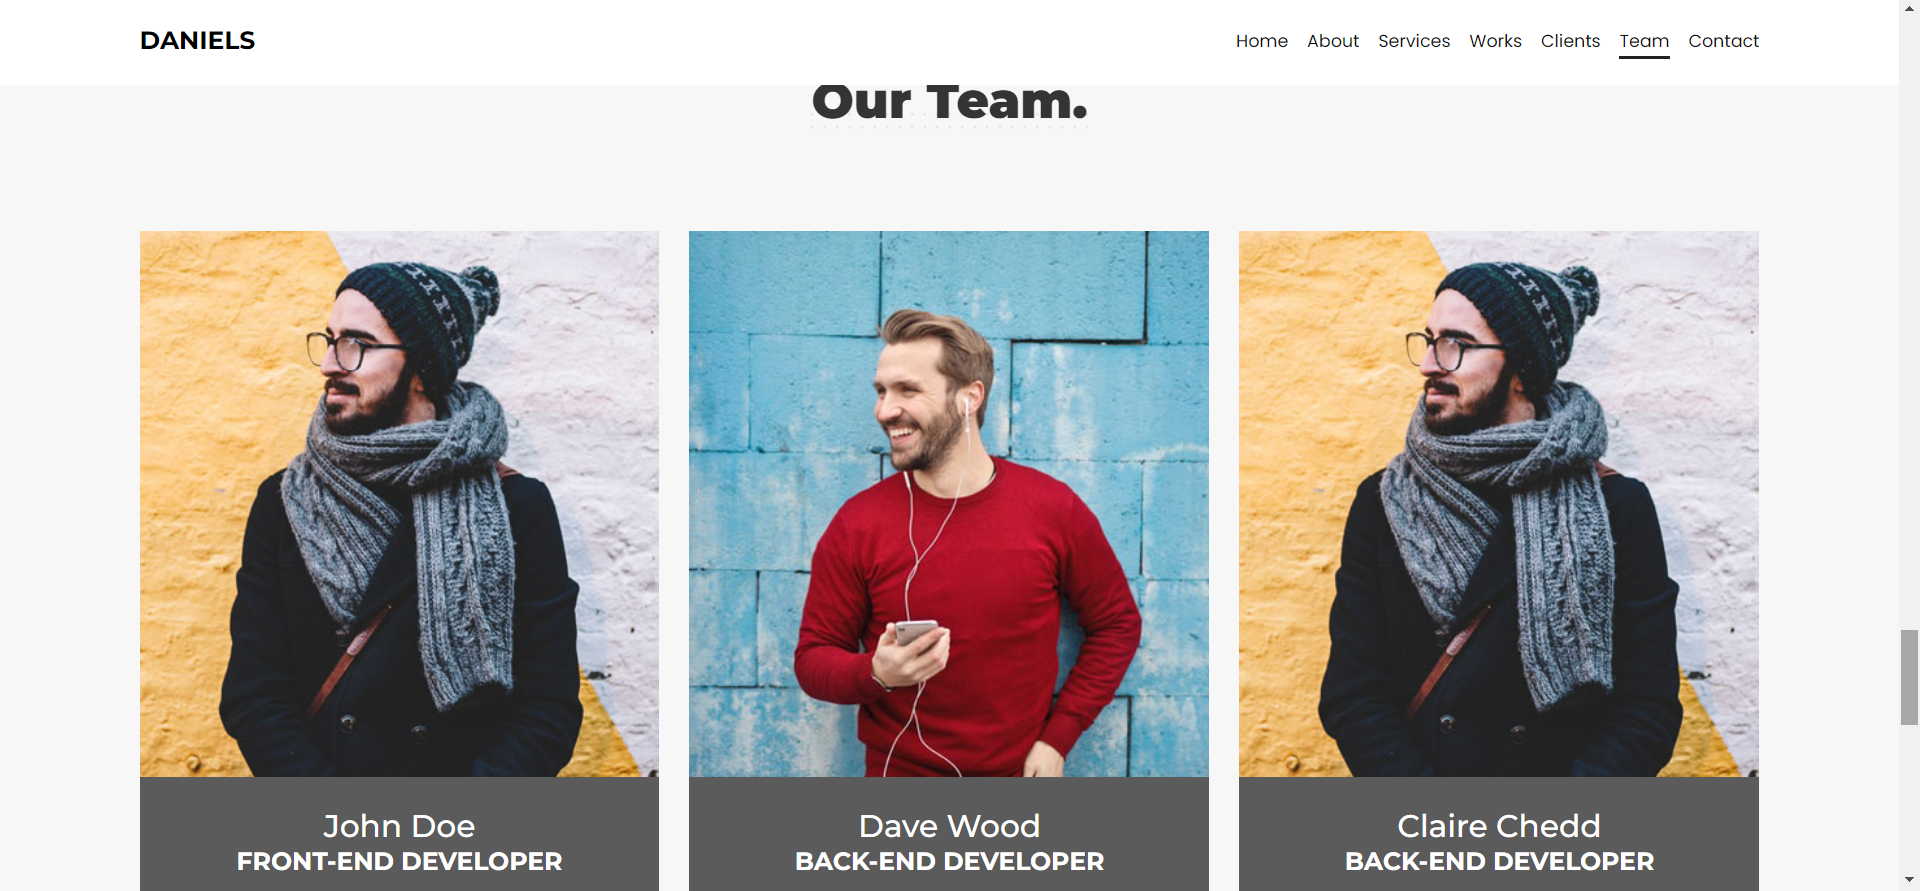 DANIELS
Home About Services Works Clients Team Contact
Our Team.
John Doe
FRONT-END DEVELOPER
Dave Wood
BACK-END DEVELOPER
Claire Chedd
BACK-END DEVELOPER